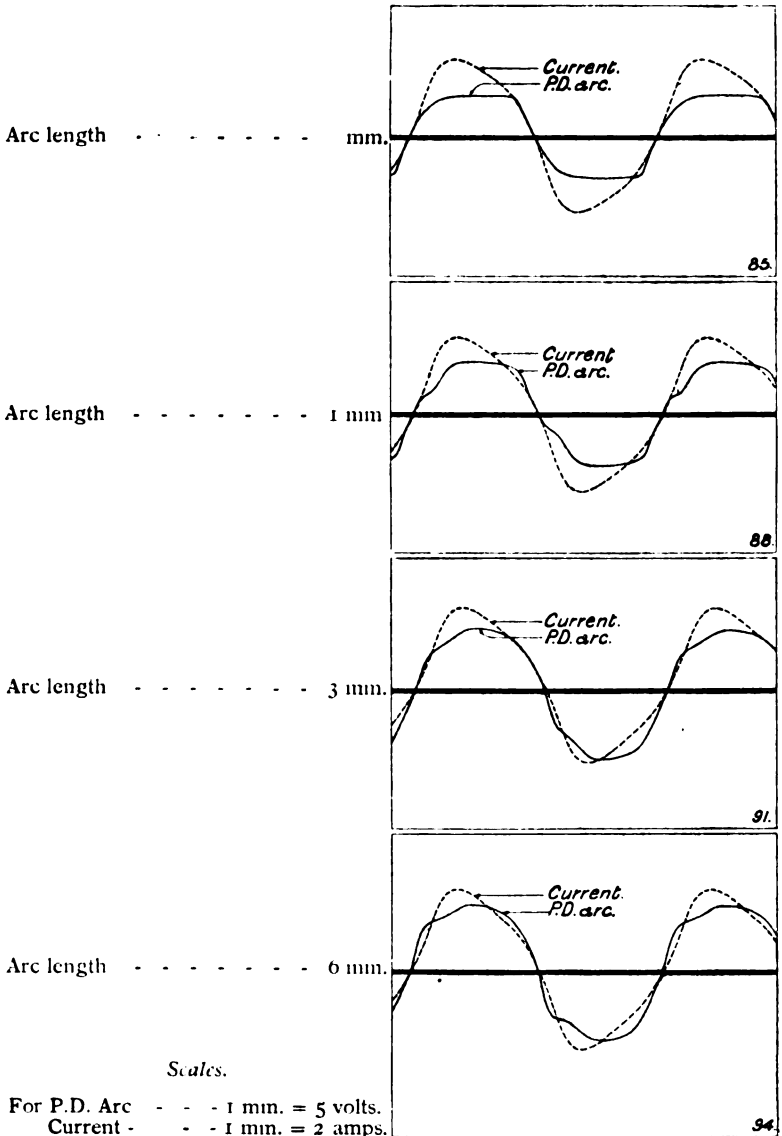 Current.
P.D. arc.
Arc length - - - - - - mm.
85.
Current
P.D. arc.
Arc length - - - - - - - 1 mm
88.
Current.
P.D. arc.
Arc length - - - - - - - 3 mm.
91.
Current.
P.D. arc.
Arc length - - - - - - - 6 mm.
Scales.
For P.D. Arc - - - 1 mm. = 5 volts.
Current - - - 1 mm. = 2 amps.
94.